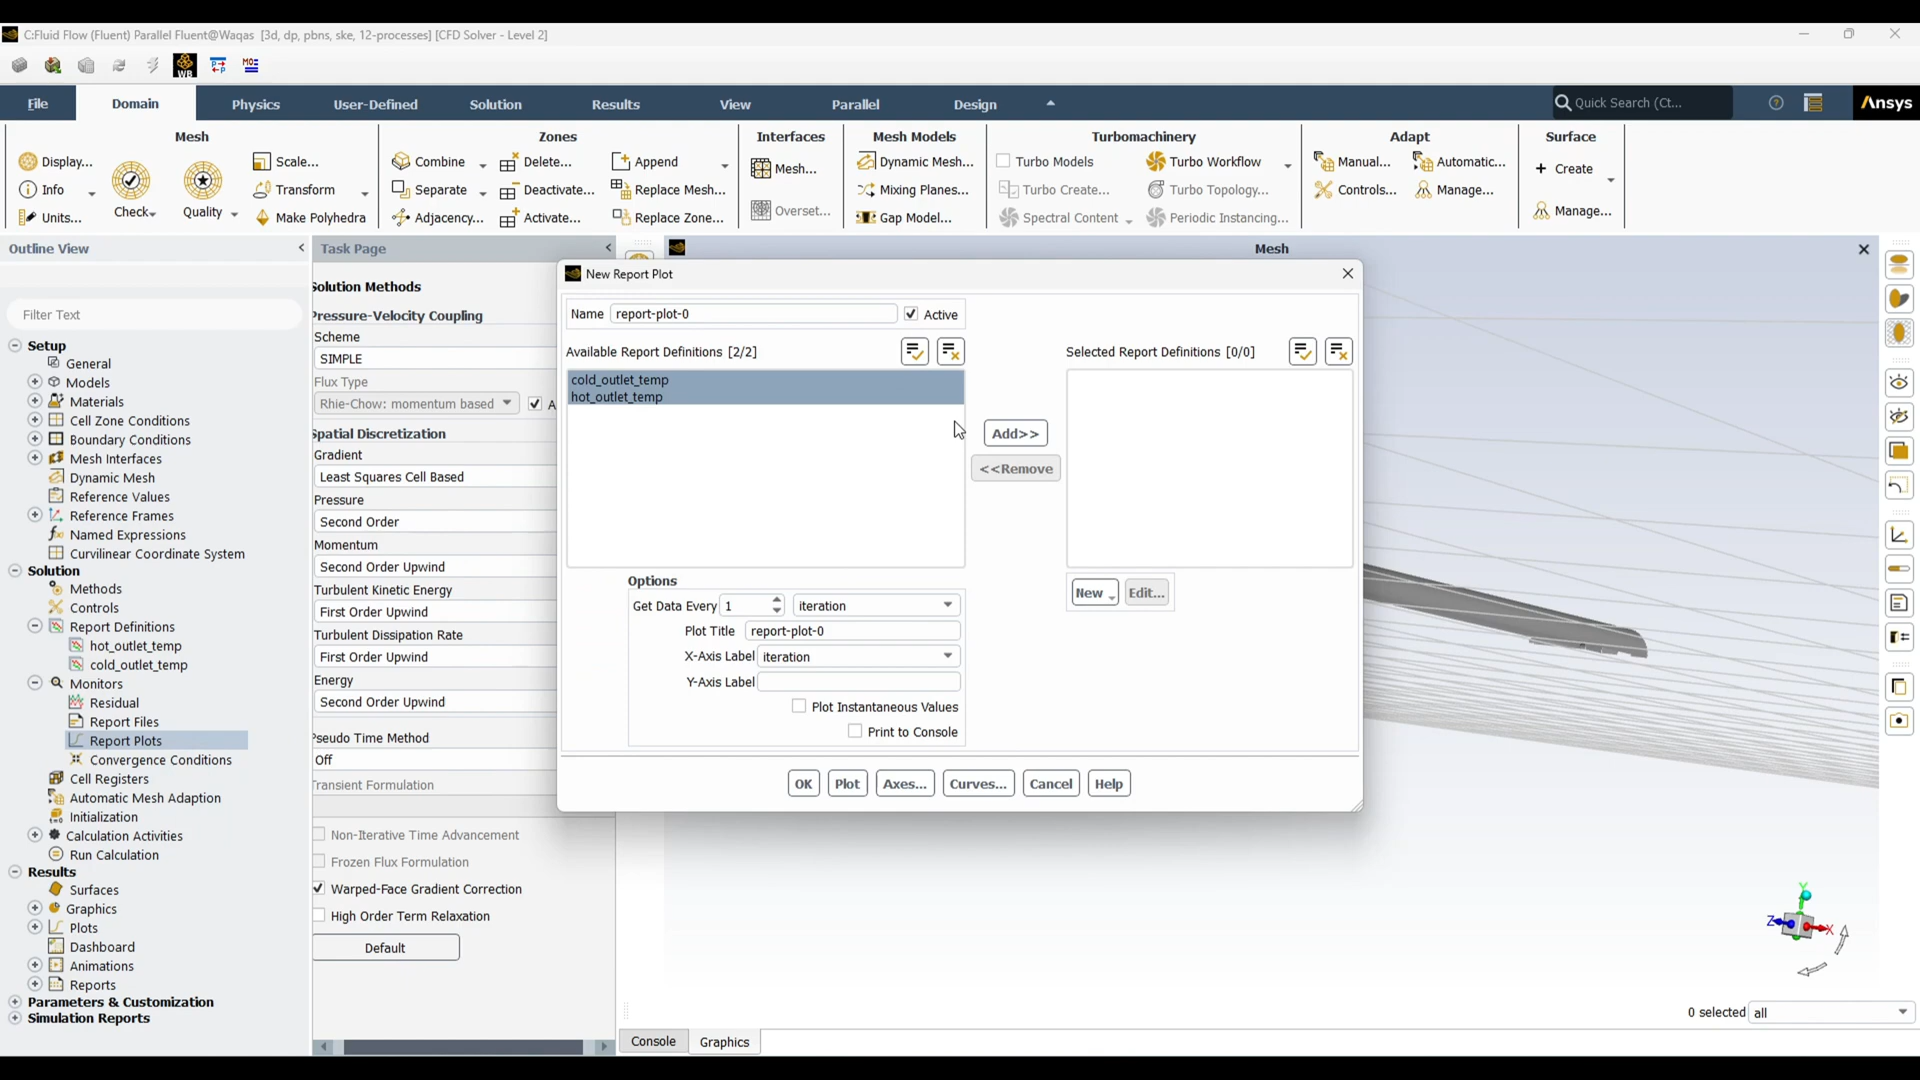 C:Fluid Flow (Fluent) Parallel Fluent@Waqas [3d, dp, pbns, ske, 12-processes] [CFD Solver - Level 2]
WB
File Domain Physics User-Defined Solution Results View Parallel Design Quick Search (Ct... Ansys
Mesh Zones Interfaces Mesh Models Turbomachinery Adapt Surface
Display... Scale... Combine Delete... Append Mesh... Dynamic Mesh... Turbo Models Turbo Workflow Manual... Automatic... Create
Info Transform Separate Deactivate... Replace Mesh... Mixing Planes... Turbo Create... Turbo Topology... Controls... Manage...
Check Quality Overset... Manage...
Units... Make Polyhedra Adjacency... Activate... Replace Zone... Gap Model... Spectral Content Periodic Instancing...
Outline View
Filter Text
Setup
General
Models
Materials
Cell Zone Conditions
Boundary Conditions
Mesh Interfaces
Dynamic Mesh
Reference Values
Reference Frames
Named Expressions
Curvilinear Coordinate System
Solution
Methods
Controls
Report Definitions
hot_outlet_temp
cold_outlet_temp
Monitors
Residual
Report Files
Report Plots
Convergence Conditions
Cell Registers
Automatic Mesh Adaption
Initialization
Calculation Activities
Run Calculation
Results
Surfaces
Graphics
Plots
Dashboard
Animations
Reports
Parameters & Customization
Simulation Reports
Task Page
Solution Methods
Pressure-Velocity Coupling
Scheme
SIMPLE
Flux Type
Rhie-Chow: momentum based A
Spatial Discretization
Gradient
Least Squares Cell Based
Pressure
Second Order
Momentum
Second Order Upwind
Turbulent Kinetic Energy
First Order Upwind
Turbulent Dissipation Rate
First Order Upwind
Energy
Second Order Upwind
Pseudo Time Method
Off
Transient Formulation
Non-Iterative Time Advancement
Frozen Flux Formulation
Warped-Face Gradient Correction
High Order Term Relaxation
Default
Mesh
New Report Plot
Name report-plot-0 Active
Available Report Definitions [2/2]
cold_outlet_temp
hot_outlet_temp
Add>>
<<Remove
Selected Report Definitions [0/0]
New Edit...
Options
Get Data Every 1 iteration
Plot Title report-plot-0
X-Axis Label iteration
Y-Axis Label
Plot Instantaneous Values
Print to Console
OK Plot Axes... Curves... Cancel Help
Y
Z X
0 selected all
Console Graphics